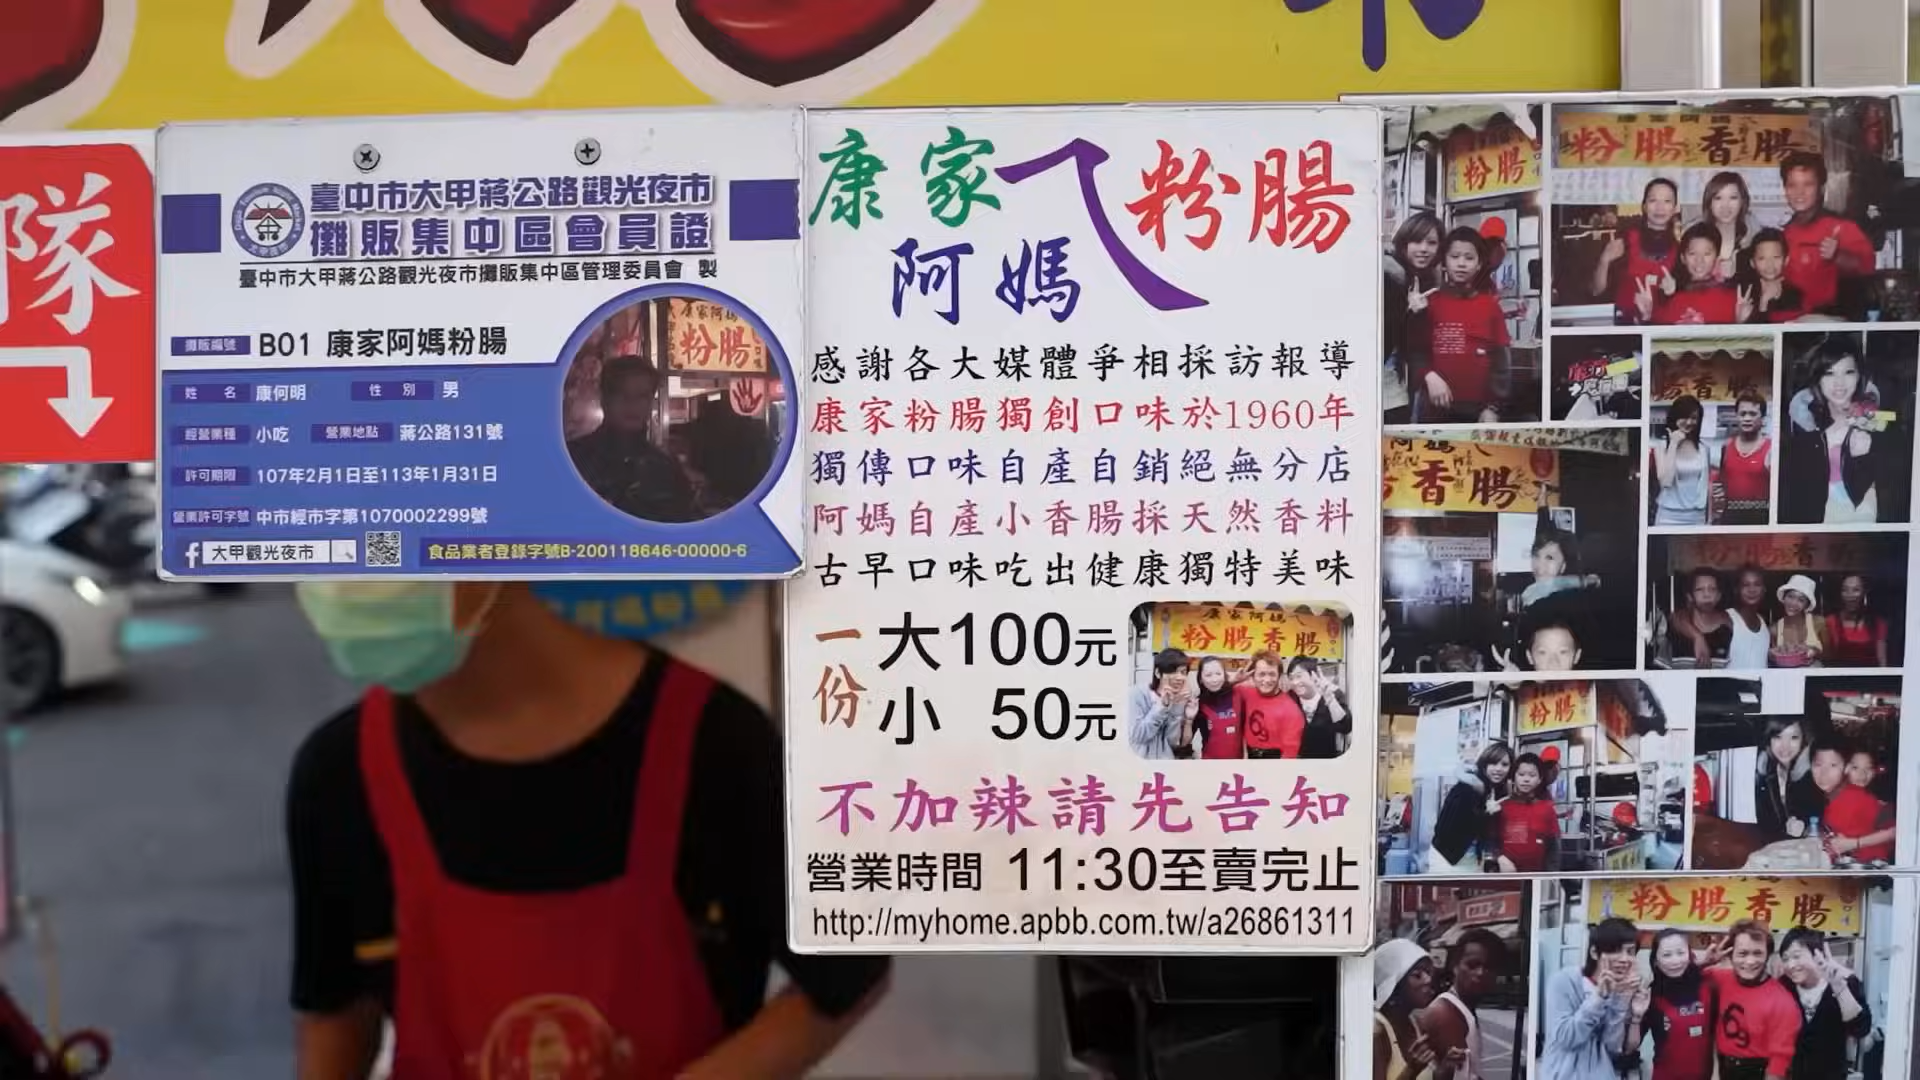 隊
臺中市大甲蔣公路觀光夜市
攤販集中區會員證
臺中市大甲蔣公路觀光夜市攤販集中區管理委員會 製
攤販編號 B01 康家阿媽粉腸
姓 名 康何明 性 別 男
經營業種 小吃 營業地點 蔣公路131號
許可期限 107年2月1日至113年1月31日
營業許可字號 中市經市字第1070002299號
大甲觀光夜市
食品業者登錄字號B-200118646-00000-6
康家阿媽ㄟ粉腸
感謝各大媒體爭相採訪報導
康家粉腸獨創口味於1960年
獨傳口味自產自銷絕無分店
阿媽自產小香腸採天然香料
古早口味吃出健康獨特美味
一份 大100元
小 50元
不加辣請先告知
營業時間 11:30至賣完止
http://myhome.apbb.com.tw/a26861311
康家阿媽ㄟ
粉腸香腸
粉腸
粉腸
粉腸香腸
香腸
粉腸
粉腸香腸